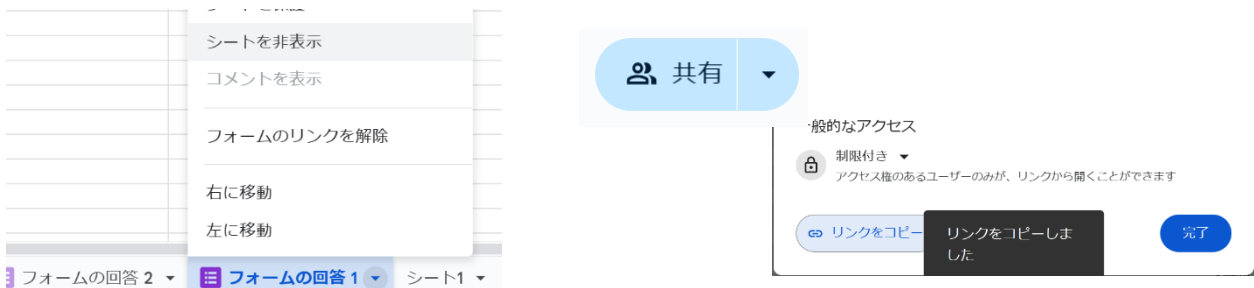 シートを非表示
コメントを表示
フォームのリンクを解除
右に移動
左に移動
フォームの回答 2
フォームの回答 1
シート1
共有
般的なアクセス
制限付き
アクセス権のあるユーザーのみが、リンクから開くことができます
リンクをコピー
リンクをコピーしま
した
完了